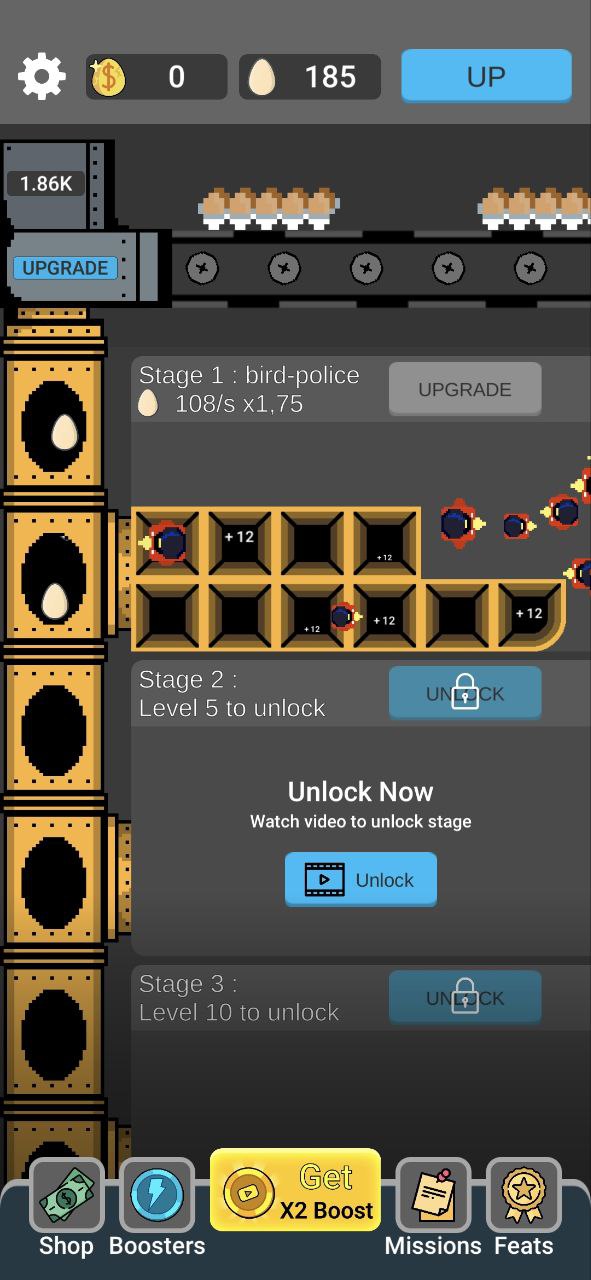 0
185
UP
1.86K
UPGRADE
Stage 1 : bird-police
108/s x1,75
UPGRADE
+ 12
+ 12
+ 12
+ 12
+ 12
Stage 2 :
Level 5 to unlock
UNLOCK
Unlock Now
Watch video to unlock stage
Unlock
Stage 3 :
Level 10 to unlock
UNLOCK
Get
X2 Boost
Shop
Boosters
Missions
Feats